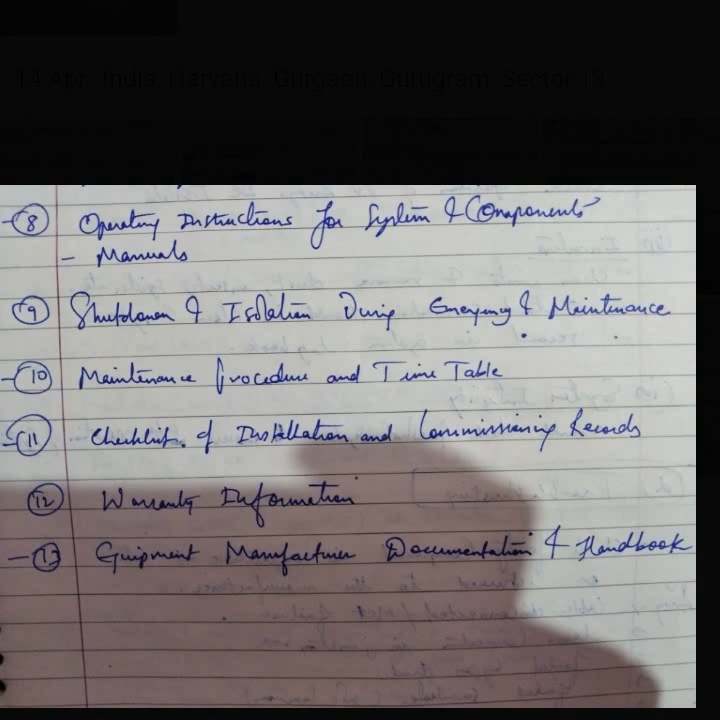 14 Apr, India, Haryana, Gurgaon, Gurugram, Sector
-⑧ Operating Instructions for System & Components
- Manuals
⑨ Shutdown & Isolation During Emergency & Maintenance
-⑩ Maintenance Procedure and Time Table
-⑪ Checklist of Installation and Commissioning Records
⑫ Warranty Information
-⑬ Equipment Manufacturer Documentation & Handbook